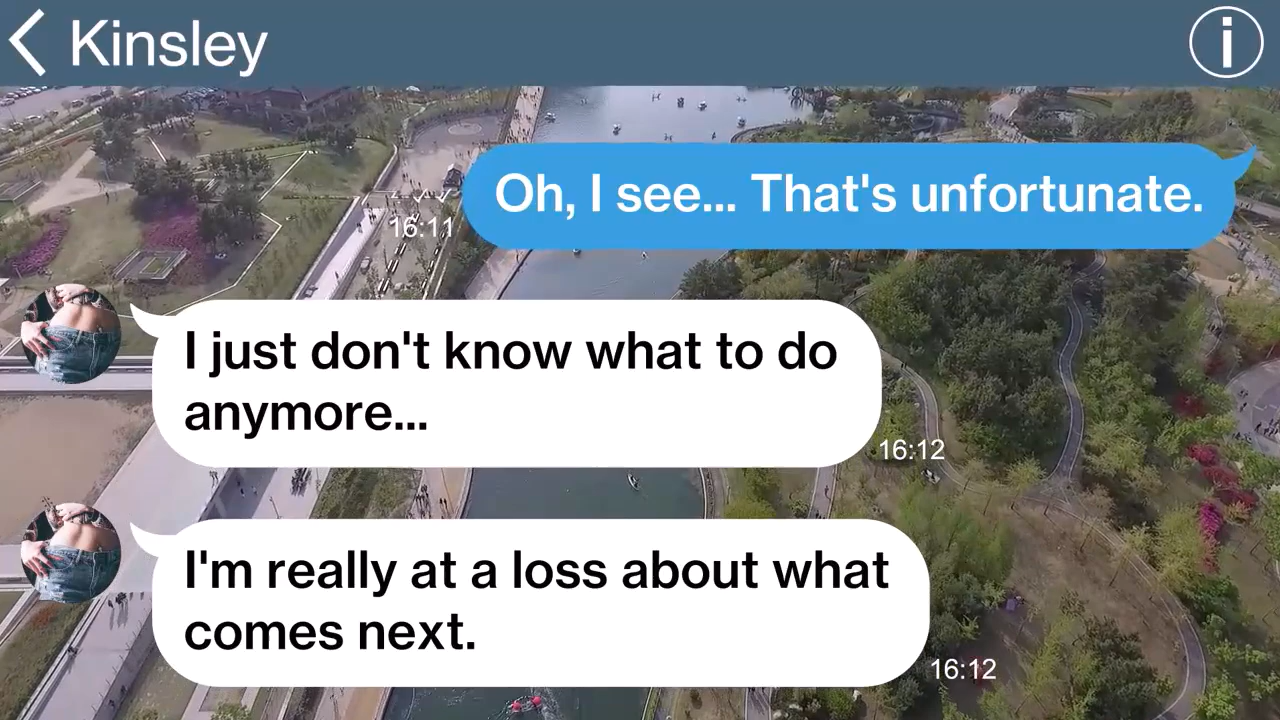 Kinsley
Oh, I see... That's unfortunate.
16:11
I just don't know what to do
anymore...
16:12
I'm really at a loss about what
comes next.
16:12